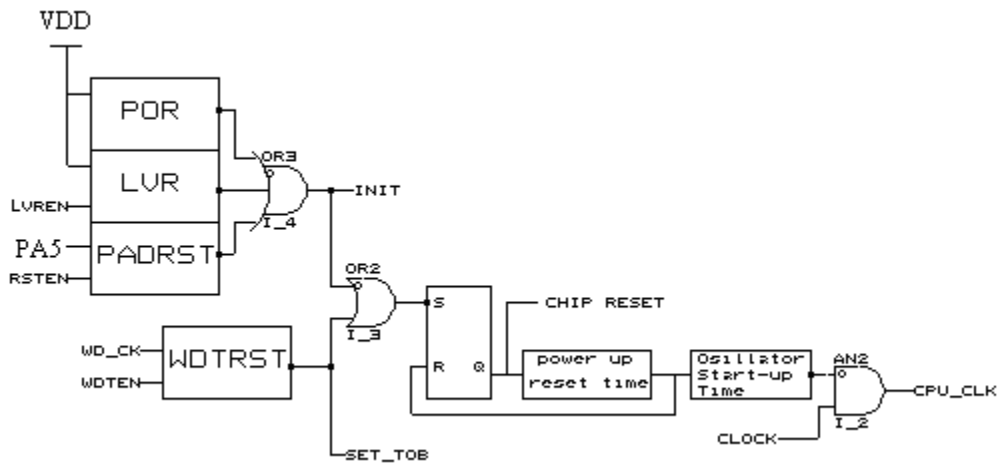 VDD
POR
OR3
LVR
INIT
LVREN
I_4
PA5
PADRST
RSTEN
OR2
S
CHIP RESET
I_3
WD_CK
WDTRST
WDTEN
R
Q
power up
reset time
Osillator
Start-up
Time
AN2
CPU_CLK
I_2
CLOCK
SET_TOB